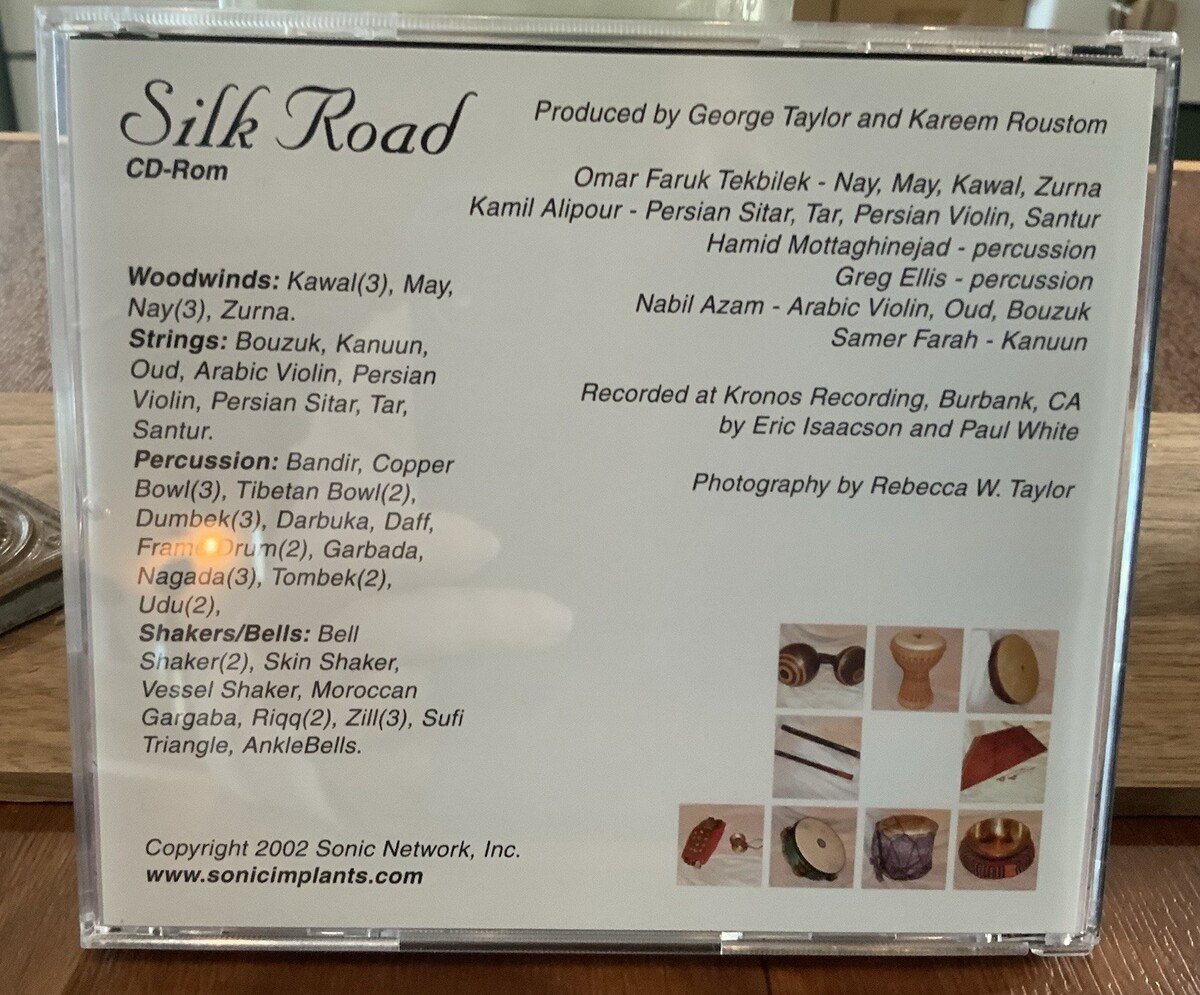 Silk Road
CD-Rom
Woodwinds: Kawal(3), May,
Nay(3), Zurna.
Strings: Bouzuk, Kanuun,
Oud, Arabic Violin, Persian
Violin, Persian Sitar, Tar,
Santur.
Percussion: Bandir, Copper
Bowl(3), Tibetan Bowl(2),
Dumbek(3), Darbuka, Daff,
Frame Drum(2), Garbada,
Nagada(3), Tombek(2),
Udu(2),
Shakers/Bells: Bell
Shaker(2), Skin Shaker,
Vessel Shaker, Moroccan
Gargaba, Riqq(2), Zill(3), Sufi
Triangle, AnkleBells.
Copyright 2002 Sonic Network, Inc.
www.sonicimplants.com
Produced by George Taylor and Kareem Roustom
Omar Faruk Tekbilek - Nay, May, Kawal, Zurna
Kamil Alipour - Persian Sitar, Tar, Persian Violin, Santur
Hamid Mottaghinejad - percussion
Greg Ellis - percussion
Nabil Azam - Arabic Violin, Oud, Bouzuk
Samer Farah - Kanuun
Recorded at Kronos Recording, Burbank, CA
by Eric Isaacson and Paul White
Photography by Rebecca W. Taylor